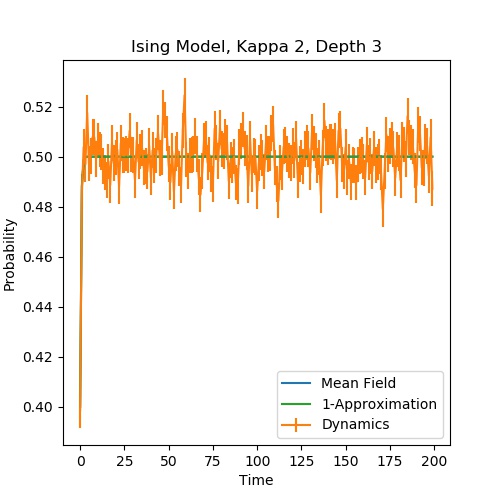 Ising Model, Kappa 2, Depth 3
0.52
0.50
0.48
0.46
0.44
0.42
0.40
Probability
Mean Field
1-Approximation
Dynamics
0 25 50 75 100 125 150 175 200
Time